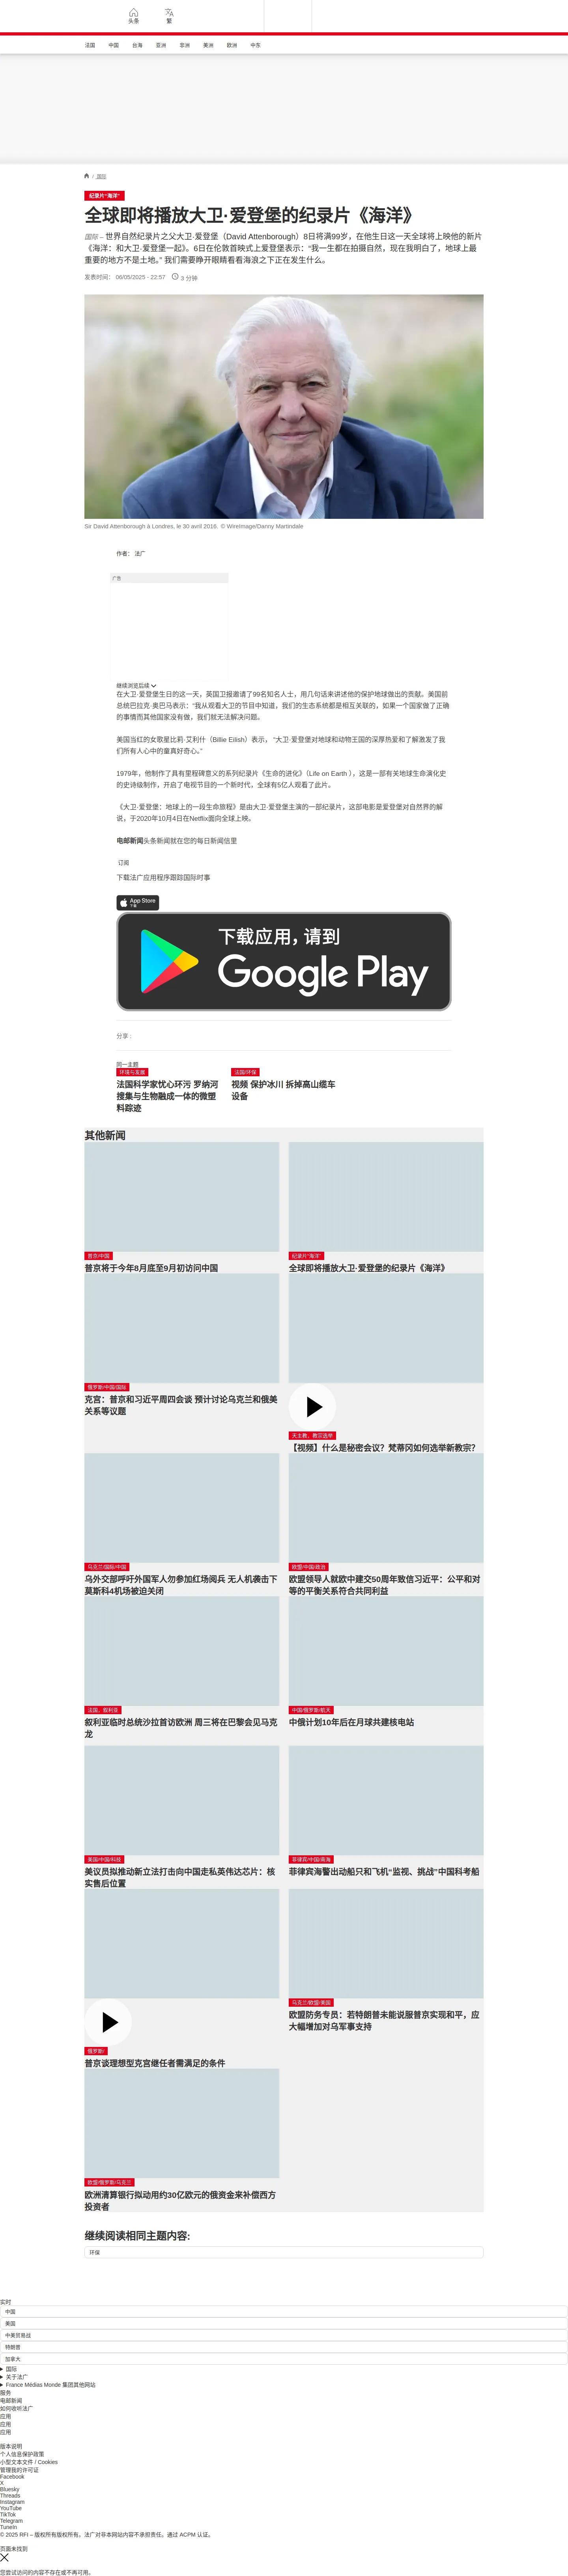 头条
繁
法国
中国
台海
亚洲
非洲
美洲
欧洲
中东
/ 国际
纪录片“海洋”
全球即将播放大卫·爱登堡的纪录片《海洋》
国际 – 世界自然纪录片之父大卫·爱登堡（David Attenborough）8日将满99岁，在他生日这一天全球将上映他的新片
《海洋：和大卫·爱登堡一起》。6日在伦敦首映式上爱登堡表示：“我一生都在拍摄自然，现在我明白了，地球上最
重要的地方不是土地。” 我们需要睁开眼睛看看海浪之下正在发生什么。
发表时间： 06/05/2025 - 22:57
3 分钟
Sir David Attenborough à Londres, le 30 avril 2016. © WireImage/Danny Martindale
作者： 法广
广告
继续浏览后续
在大卫·爱登堡生日的这一天，英国卫报邀请了99名知名人士，用几句话来讲述他的保护地球做出的贡献。美国前
总统巴拉克·奥巴马表示：“我从观看大卫的节目中知道，我们的生态系统都是相互关联的，如果一个国家做了正确
的事情而其他国家没有做，我们就无法解决问题。
美国当红的女歌星比莉·艾利什（Billie Eilish）表示， “大卫·爱登堡对地球和动物王国的深厚热爱和了解激发了我
们所有人心中的童真好奇心。”
1979年，他制作了具有里程碑意义的系列纪录片《生命的进化》（Life on Earth ），这是一部有关地球生命演化史
的史诗级制作，开启了电视节目的一个新时代，全球有5亿人观看了此片。
《大卫·爱登堡：地球上的一段生命旅程》是由大卫·爱登堡主演的一部纪录片，这部电影是爱登堡对自然界的解
说，于2020年10月4日在Netflix面向全球上映。
电邮新闻头条新闻就在您的每日新闻信里
订阅
下载法广应用程序跟踪国际时事
App Store
下载
下载应用，请到
Google Play
分享 :
同一主题
环境与发展
法国科学家忧心环污 罗纳河
搜集与生物融成一体的微塑
料踪迹
法国/环保
视频 保护冰川 拆掉高山缆车
设备
其他新闻
普京/中国
普京将于今年8月底至9月初访问中国
纪录片“海洋”
全球即将播放大卫·爱登堡的纪录片《海洋》
俄罗斯/中国/国际
克宫：普京和习近平周四会谈 预计讨论乌克兰和俄美
关系等议题
天主教，教宗选举
【视频】什么是秘密会议？梵蒂冈如何选举新教宗？
乌克兰/国际/中国
乌外交部呼吁外国军人勿参加红场阅兵 无人机袭击下
莫斯科4机场被迫关闭
欧盟/中国/政治
欧盟领导人就欧中建交50周年致信习近平：公平和对
等的平衡关系符合共同利益
法国，叙利亚
叙利亚临时总统沙拉首访欧洲 周三将在巴黎会见马克
龙
中国/俄罗斯/航天
中俄计划10年后在月球共建核电站
美国/中国/科技
美议员拟推动新立法打击向中国走私英伟达芯片：核
实售后位置
菲律宾/中国/南海
菲律宾海警出动船只和飞机“监视、挑战”中国科考船
俄罗斯/
普京谈理想型克宫继任者需满足的条件
乌克兰/欧盟/美国
欧盟防务专员：若特朗普未能说服普京实现和平，应
大幅增加对乌军事支持
欧盟/俄罗斯/乌克兰
欧洲清算银行拟动用约30亿欧元的俄资金来补偿西方
投资者
继续阅读相同主题内容:
环保
实时
中国
美国
中美贸易战
特朗普
加拿大
国际
关于法广
France Médias Monde 集团其他网站
服务
电邮新闻
如何收听法广
应用
应用
应用
版本说明
个人信息保护政策
小型文本文件 / Cookies
管理我的许可证
Facebook
X
Bluesky
Threads
Instagram
YouTube
TikTok
Telegram
TuneIn
© 2025 RFI – 版权所有版权所有。法广对非本网站内容不承担责任。通过 ACPM 认证。
页面未找到
您尝试访问的内容不存在或不再可用。